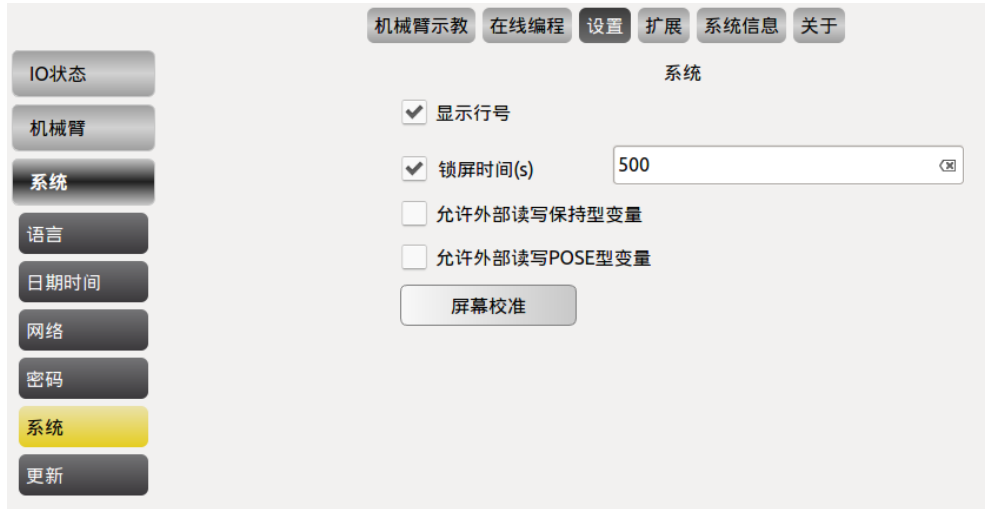 机械臂示教 在线编程 设置 扩展 系统信息 关于
IO状态
机械臂
系统
语言
日期时间
网络
密码
系统
更新
系统
显示行号
锁屏时间(s) 500
允许外部读写保持型变量
允许外部读写POSE型变量
屏幕校准